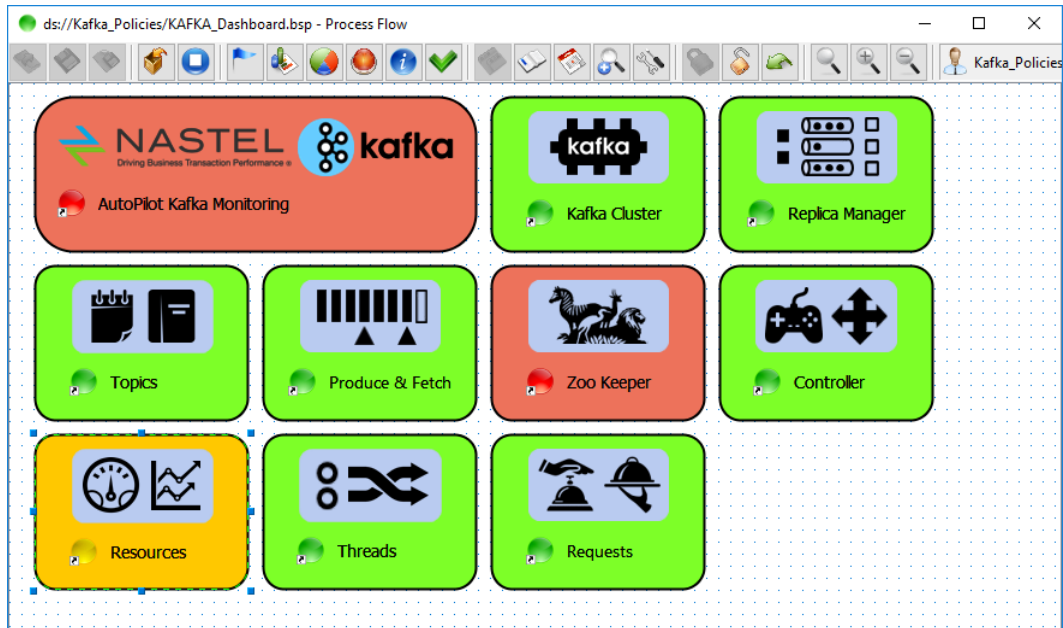 ds://Kafka_Policies/KAFKA_Dashboard.bsp - Process Flow
Kafka_Policies
NASTEL
Driving Business Transaction Performance ®
kafka
AutoPilot Kafka Monitoring
kafka
Kafka Cluster
Replica Manager
Topics
Produce & Fetch
Zoo Keeper
Controller
Resources
Threads
Requests